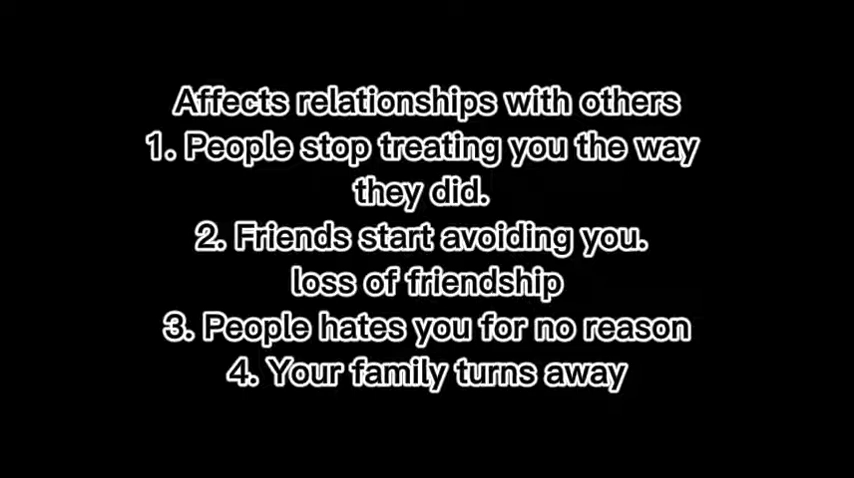 Affects relationships with others
1. People stop treating you the way
they did.
2. Friends start avoiding you.
loss of friendship
3. People hates you for no reason
4. Your family turns away